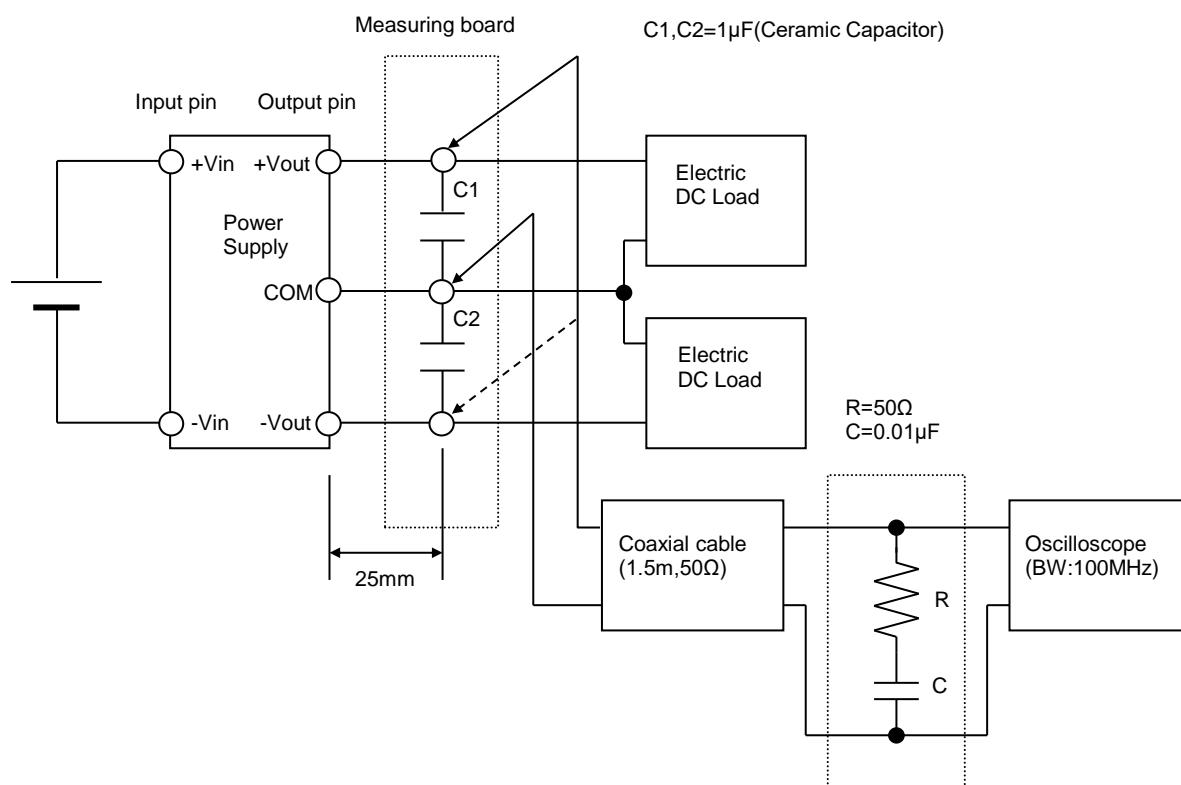 Measuring board
C1,C2=1µF(Ceramic Capacitor)
Input pin
Output pin
+Vin
+Vout
C1
Electric
DC Load
Power
Supply
COM
C2
Electric
DC Load
-Vin
-Vout
R=50Ω
C=0.01µF
25mm
Coaxial cable
(1.5m,50Ω)
R
C
Oscilloscope
(BW:100MHz)